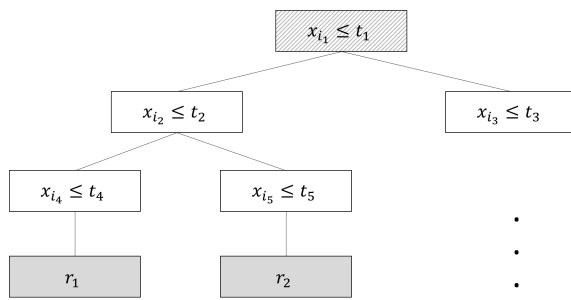 x_{i_1} ≤ t_1
x_{i_2} ≤ t_2
x_{i_3} ≤ t_3
x_{i_4} ≤ t_4
x_{i_5} ≤ t_5
r_1
r_2